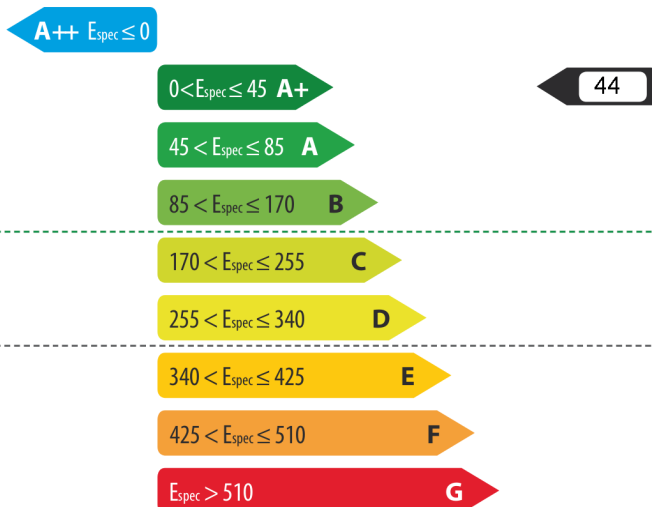 A++ Espec ≤ 0
0 < Espec ≤ 45 A+
44
45 < Espec ≤ 85 A
85 < Espec ≤ 170 B
170 < Espec ≤ 255 C
255 < Espec ≤ 340 D
340 < Espec ≤ 425 E
425 < Espec ≤ 510 F
Espec > 510 G